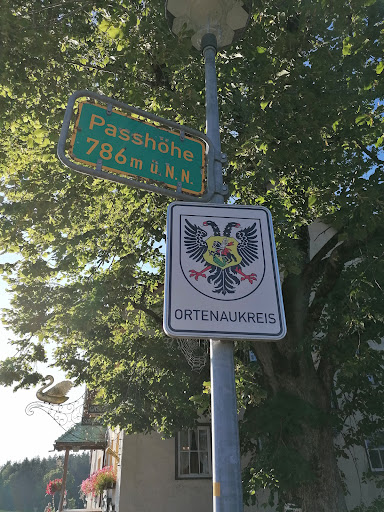 Passhöhe
786m ü.N.N.
ORTENAUKREIS